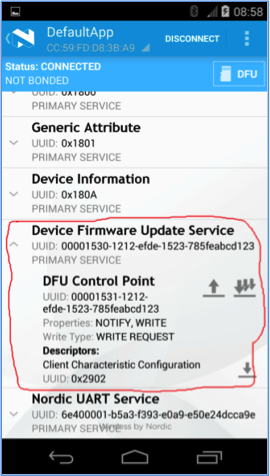 08:58
DefaultApp
CC:59:FD:D8:3B:A9
DISCONNECT
Status: CONNECTED
NOT BONDED
DFU
UUID: 0x1800
PRIMARY SERVICE
Generic Attribute
UUID: 0x1801
PRIMARY SERVICE
Device Information
UUID: 0x180A
PRIMARY SERVICE
Device Firmware Update Service
UUID: 00001530-1212-efde-1523-785feabcd123
PRIMARY SERVICE
DFU Control Point
UUID: 00001531-1212-
efde-1523-785feabcd123
Properties: NOTIFY, WRITE
Write Type: WRITE REQUEST
Descriptors:
Client Characteristic Configuration
UUID: 0x2902
Nordic UART Service
UUID: 6e400001-b5a3-f393-e0a9-e50e24dcca9e
PRIMARY SERVICE
Wireless by Nordic